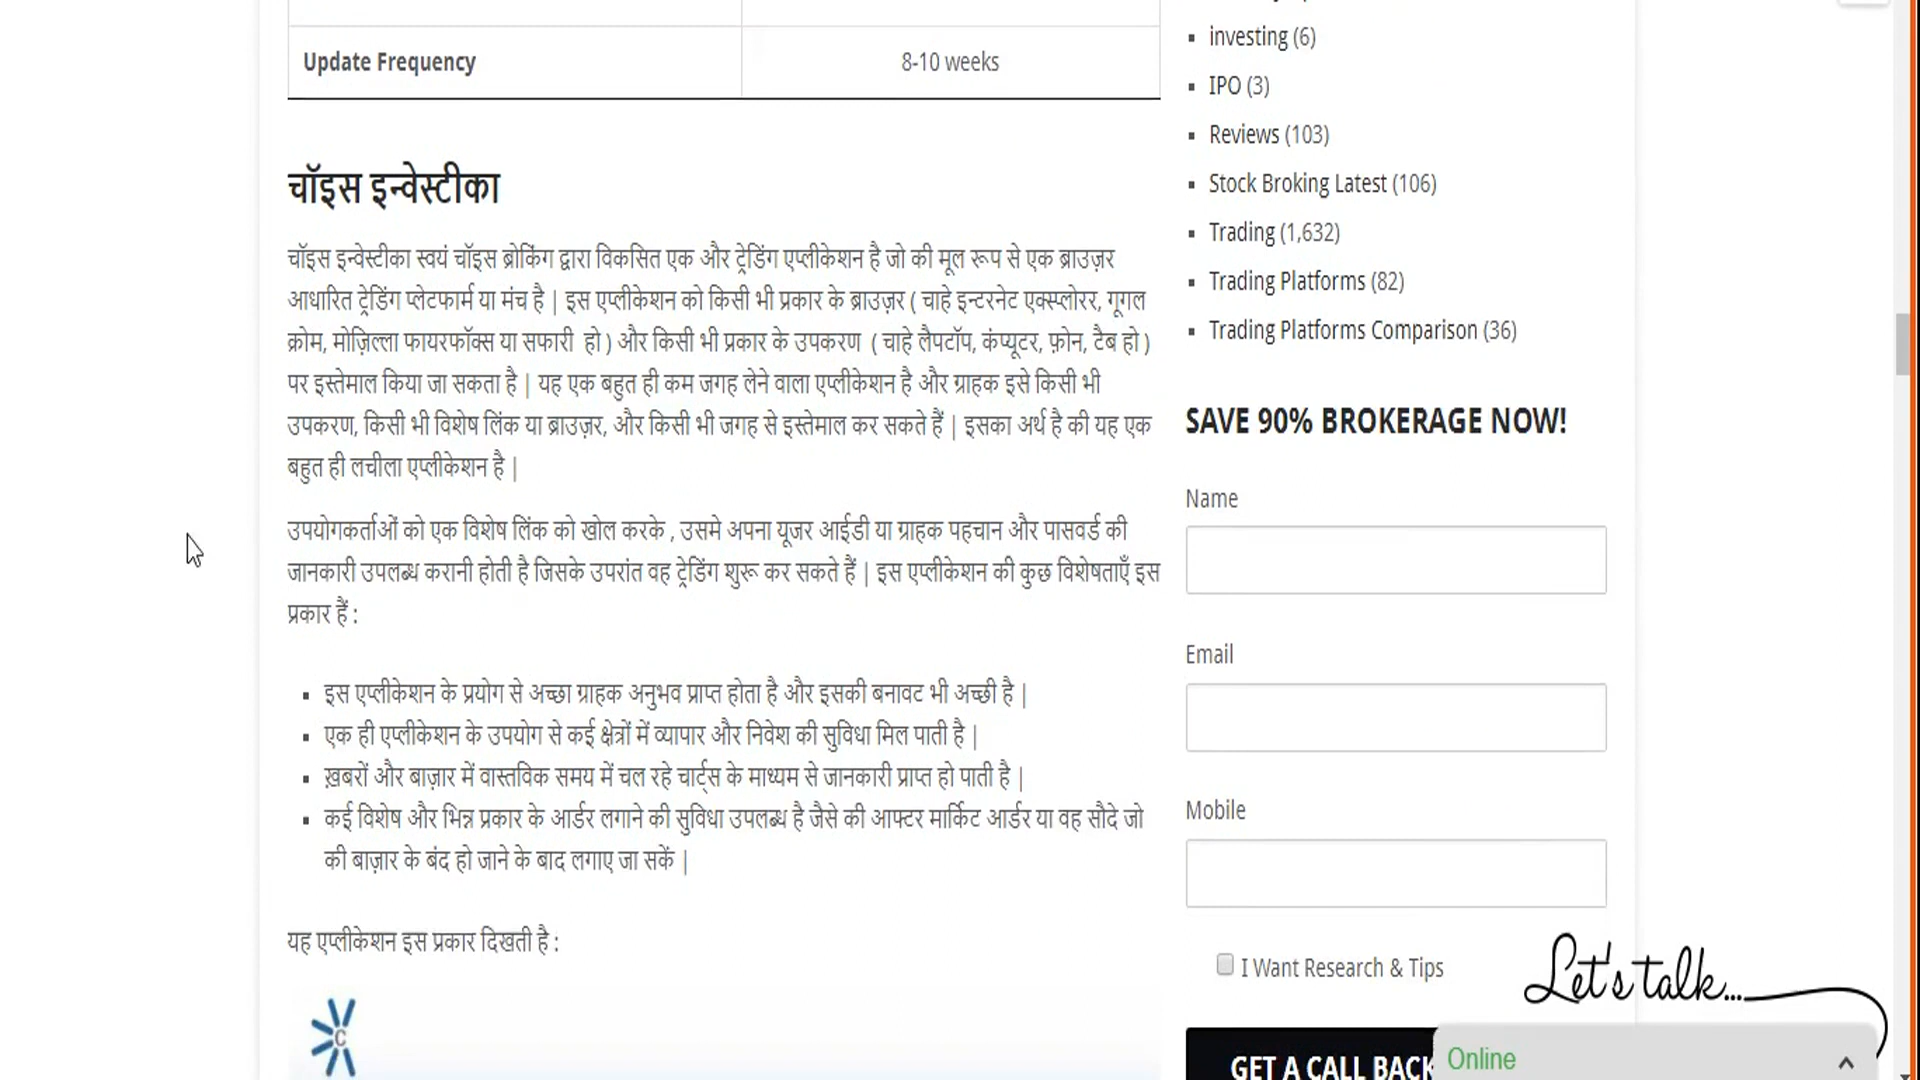 Update Frequency
8-10 weeks
चॉइस इन्वेस्टीका
चॉइस इन्वेस्टीका स्वयं चॉइस ब्रोकिंग द्वारा विकसित एक और ट्रेडिंग एप्लीकेशन है जो की मूल रूप से एक ब्राउज़र
आधारित ट्रेडिंग प्लेटफार्म या मंच है | इस एप्लीकेशन को किसी भी प्रकार के ब्राउज़र ( चाहे इन्टरनेट एक्स्प्लोरर, गूगल
क्रोम, मोज़िल्ला फायरफॉक्स या सफारी हो ) और किसी भी प्रकार के उपकरण ( चाहे लैपटॉप, कंप्यूटर, फ़ोन, टैब हो )
पर इस्तेमाल किया जा सकता है | यह एक बहुत ही कम जगह लेने वाला एप्लीकेशन है और ग्राहक इसे किसी भी
उपकरण, किसी भी विशेष लिंक या ब्राउज़र, और किसी भी जगह से इस्तेमाल कर सकते हैं | इसका अर्थ है की यह एक
बहुत ही लचीला एप्लीकेशन है |
उपयोगकर्ताओं को एक विशेष लिंक को खोल करके , उसमे अपना यूजर आईडी या ग्राहक पहचान और पासवर्ड की
जानकारी उपलब्ध करानी होती है जिसके उपरांत वह ट्रेडिंग शुरू कर सकते हैं | इस एप्लीकेशन की कुछ विशेषताएँ इस
प्रकार हैं :
▪ इस एप्लीकेशन के प्रयोग से अच्छा ग्राहक अनुभव प्राप्त होता है और इसकी बनावट भी अच्छी है |
▪ एक ही एप्लीकेशन के उपयोग से कई क्षेत्रों में व्यापार और निवेश की सुविधा मिल पाती है |
▪ ख़बरों और बाज़ार में वास्तविक समय में चल रहे चार्ट्स के माध्यम से जानकारी प्राप्त हो पाती है |
▪ कई विशेष और भिन्न प्रकार के आर्डर लगाने की सुविधा उपलब्ध है जैसे की आफ्टर मार्किट आर्डर या वह सौदे जो
की बाज़ार के बंद हो जाने के बाद लगाए जा सकें |
यह एप्लीकेशन इस प्रकार दिखती है :
C
▪ investing (6)
▪ IPO (3)
▪ Reviews (103)
▪ Stock Broking Latest (106)
▪ Trading (1,632)
▪ Trading Platforms (82)
▪ Trading Platforms Comparison (36)
SAVE 90% BROKERAGE NOW!
Name
Email
Mobile
I Want Research & Tips
Let's talk...
GET A CALL BACK
Online